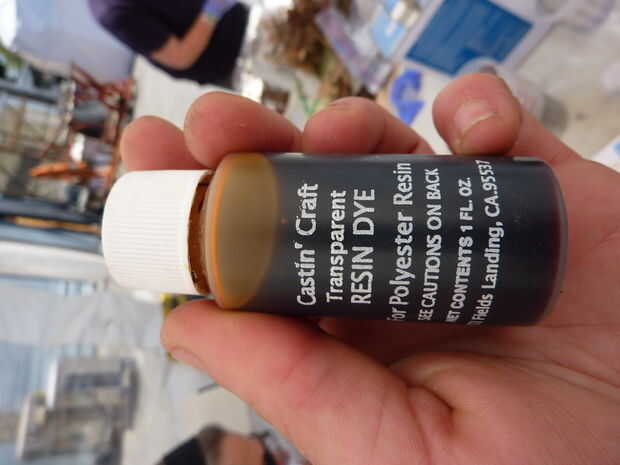 Castin' Craft
Transparent
RESIN DYE
For Polyester Resin
SEE CAUTIONS ON BACK
NET CONTENTS 1 FL. OZ.
Fields Landing, CA. 95537